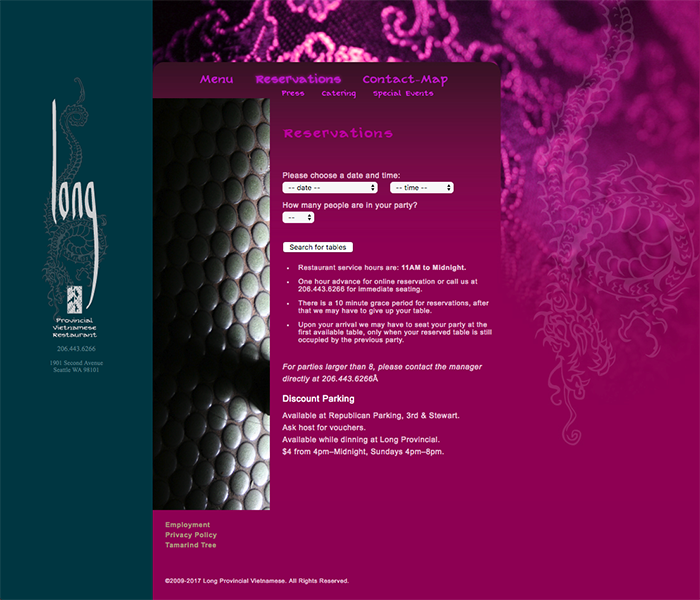 Menu Reservations Contact-Map
Press Catering Special Events
long
Provincial
Vietnamese
Restaurant
206.443.6266
1901 Second Avenue
Seattle WA 98101
Reservations
Please choose a date and time:
-- date -- -- time --
How many people are in your party?
--
Search for tables
• Restaurant service hours are: 11AM to Midnight.
• One hour advance for online reservation or call us at
206.443.6266 for immediate seating.
• There is a 10 minute grace period for reservations, after
that we may have to give up your table.
• Upon your arrival we may have to seat your party at the
first available table, only when your reserved table is still
occupied by the previous party.
For parties larger than 8, please contact the manager
directly at 206.443.6266Â
Discount Parking
Available at Republican Parking, 3rd & Stewart.
Ask host for vouchers.
Available while dinning at Long Provincial.
$4 from 4pm–Midnight, Sundays 4pm–8pm.
Employment
Privacy Policy
Tamarind Tree
©2009-2017 Long Provincial Vietnamese. All Rights Reserved.